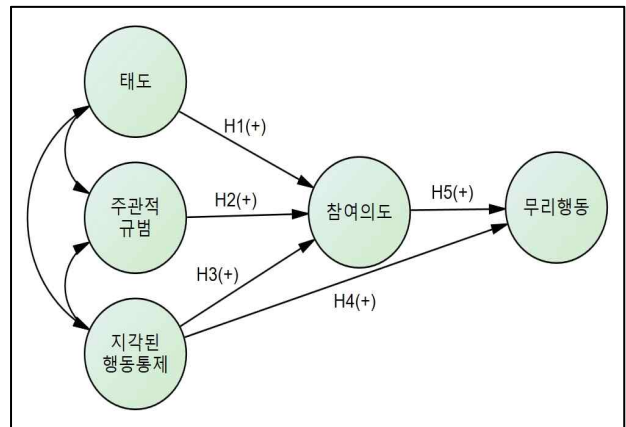 태도
H1(+)
주관적
규범
H2(+)
참여의도
H5(+)
무리행동
H3(+)
H4(+)
지각된
행동통제